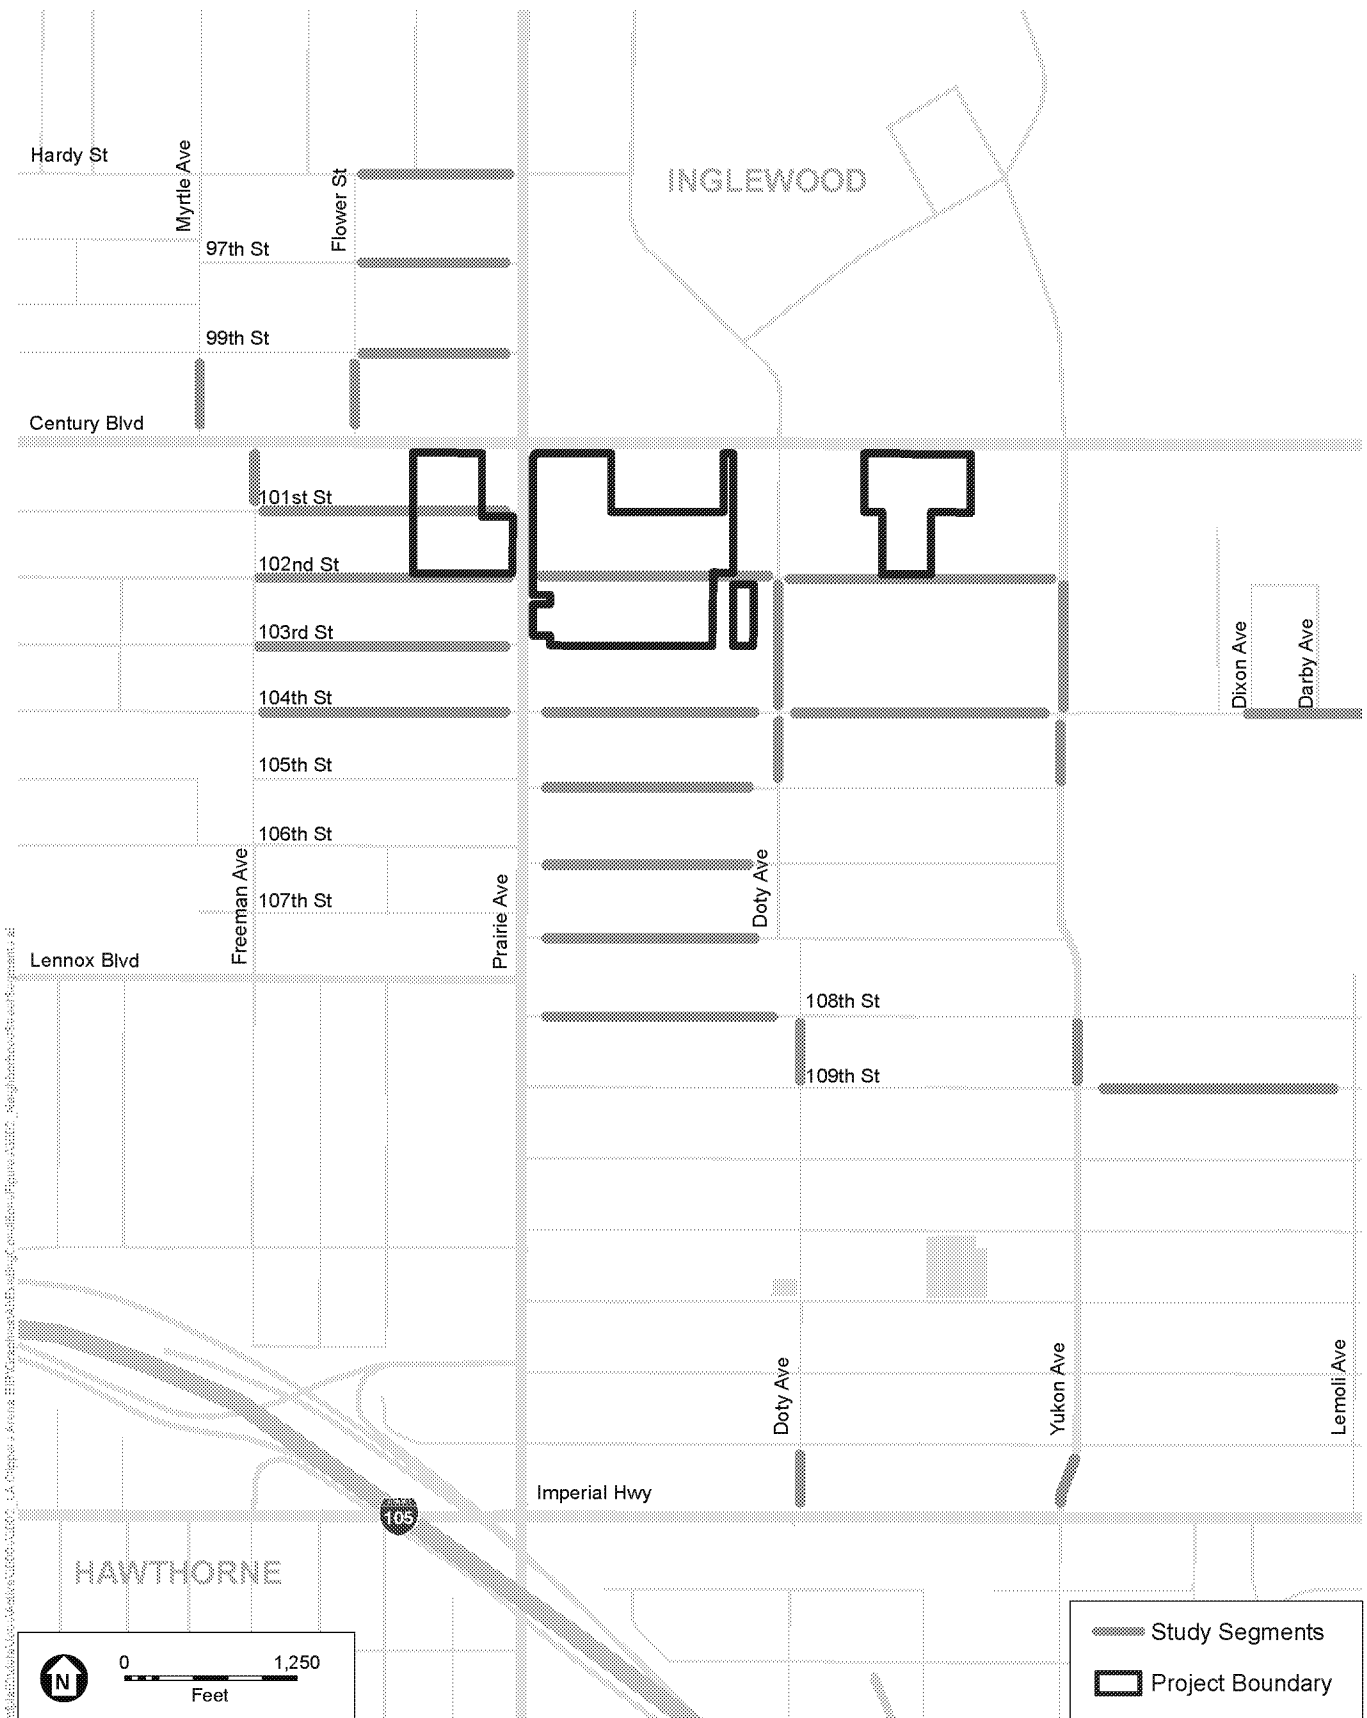 Hardy St
Myrtle Ave
Flower St
INGLEWOOD
97th St
99th St
Century Blvd
101st St
102nd St
103rd St
104th St
Dixon Ave
Darby Ave
105th St
106th St
Freeman Ave
Prairie Ave
Doty Ave
107th St
Lennox Blvd
108th St
109th St
Doty Ave
Yukon Ave
Lemoli Ave
Imperial Hwy
105
HAWTHORNE
N
0 1,250
Feet
Study Segments
Project Boundary